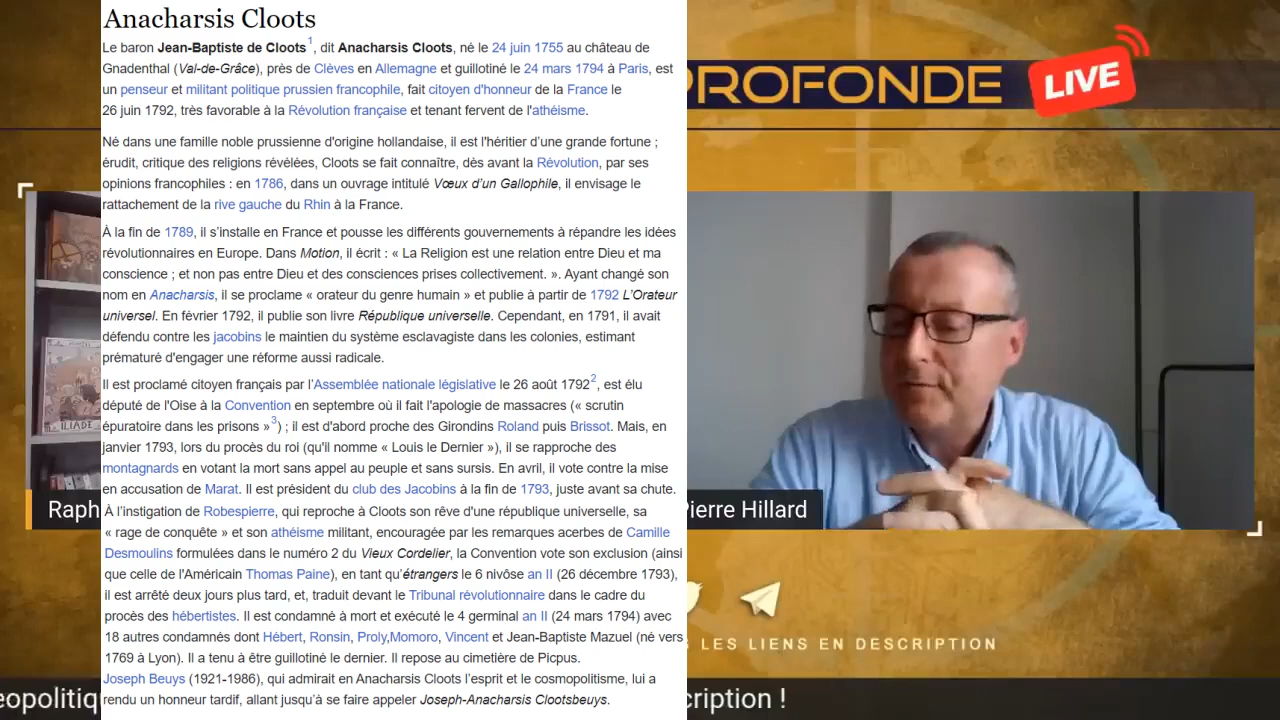 Anacharsis Cloots
Le baron Jean-Baptiste de Cloots1, dit Anacharsis Cloots, né le 24 juin 1755 au château de
Gnadenthal (Val-de-Grâce), près de Clèves en Allemagne et guillotiné le 24 mars 1794 à Paris, est
un penseur et militant politique prussien francophile, fait citoyen d'honneur de la France le
26 juin 1792, très favorable à la Révolution française et tenant fervent de l'athéisme.
Né dans une famille noble prussienne d'origine hollandaise, il est l'héritier d'une grande fortune ;
érudit, critique des religions révélées, Cloots se fait connaître, dès avant la Révolution, par ses
opinions francophiles : en 1786, dans un ouvrage intitulé Vœux d'un Gallophile, il envisage le
rattachement de la rive gauche du Rhin à la France.
À la fin de 1789, il s'installe en France et pousse les différents gouvernements à répandre les idées
révolutionnaires en Europe. Dans Motion, il écrit : « La Religion est une relation entre Dieu et ma
conscience ; et non pas entre Dieu et des consciences prises collectivement. ». Ayant changé son
nom en Anacharsis, il se proclame « orateur du genre humain » et publie à partir de 1792 L'Orateur
universel. En février 1792, il publie son livre République universelle. Cependant, en 1791, il avait
défendu contre les jacobins le maintien du système esclavagiste dans les colonies, estimant
prématuré d'engager une réforme aussi radicale.
Il est proclamé citoyen français par l'Assemblée nationale législative le 26 août 17922, est élu
député de l'Oise à la Convention en septembre où il fait l'apologie de massacres (« scrutin
épuratoire dans les prisons »3) ; il est d'abord proche des Girondins Roland puis Brissot. Mais, en
janvier 1793, lors du procès du roi (qu'il nomme « Louis le Dernier »), il se rapproche des
montagnards en votant la mort sans appel au peuple et sans sursis. En avril, il vote contre la mise
en accusation de Marat. Il est président du club des Jacobins à la fin de 1793, juste avant sa chute.
À l'instigation de Robespierre, qui reproche à Cloots son rêve d'une république universelle, sa
« rage de conquête » et son athéisme militant, encouragée par les remarques acerbes de Camille
Desmoulins formulées dans le numéro 2 du Vieux Cordelier, la Convention vote son exclusion (ainsi
que celle de l'Américain Thomas Paine), en tant qu'étrangers le 6 nivôse an II (26 décembre 1793),
il est arrêté deux jours plus tard, et, traduit devant le Tribunal révolutionnaire dans le cadre du
procès des hébertistes. Il est condamné à mort et exécuté le 4 germinal an II (24 mars 1794) avec
18 autres condamnés dont Hébert, Ronsin, Proly,Momoro, Vincent et Jean-Baptiste Mazuel (né vers
1769 à Lyon). Il a tenu à être guillotiné le dernier. Il repose au cimetière de Picpus.
Joseph Beuys (1921-1986), qui admirait en Anacharsis Cloots l'esprit et le cosmopolitisme, lui a
rendu un honneur tardif, allant jusqu'à se faire appeler Joseph-Anacharsis Clootsbeuys.
PROFONDE
LIVE
ILIADE
Raph
Pierre Hillard
LES LIENS EN DESCRIPTION
eopolitiq
cription !